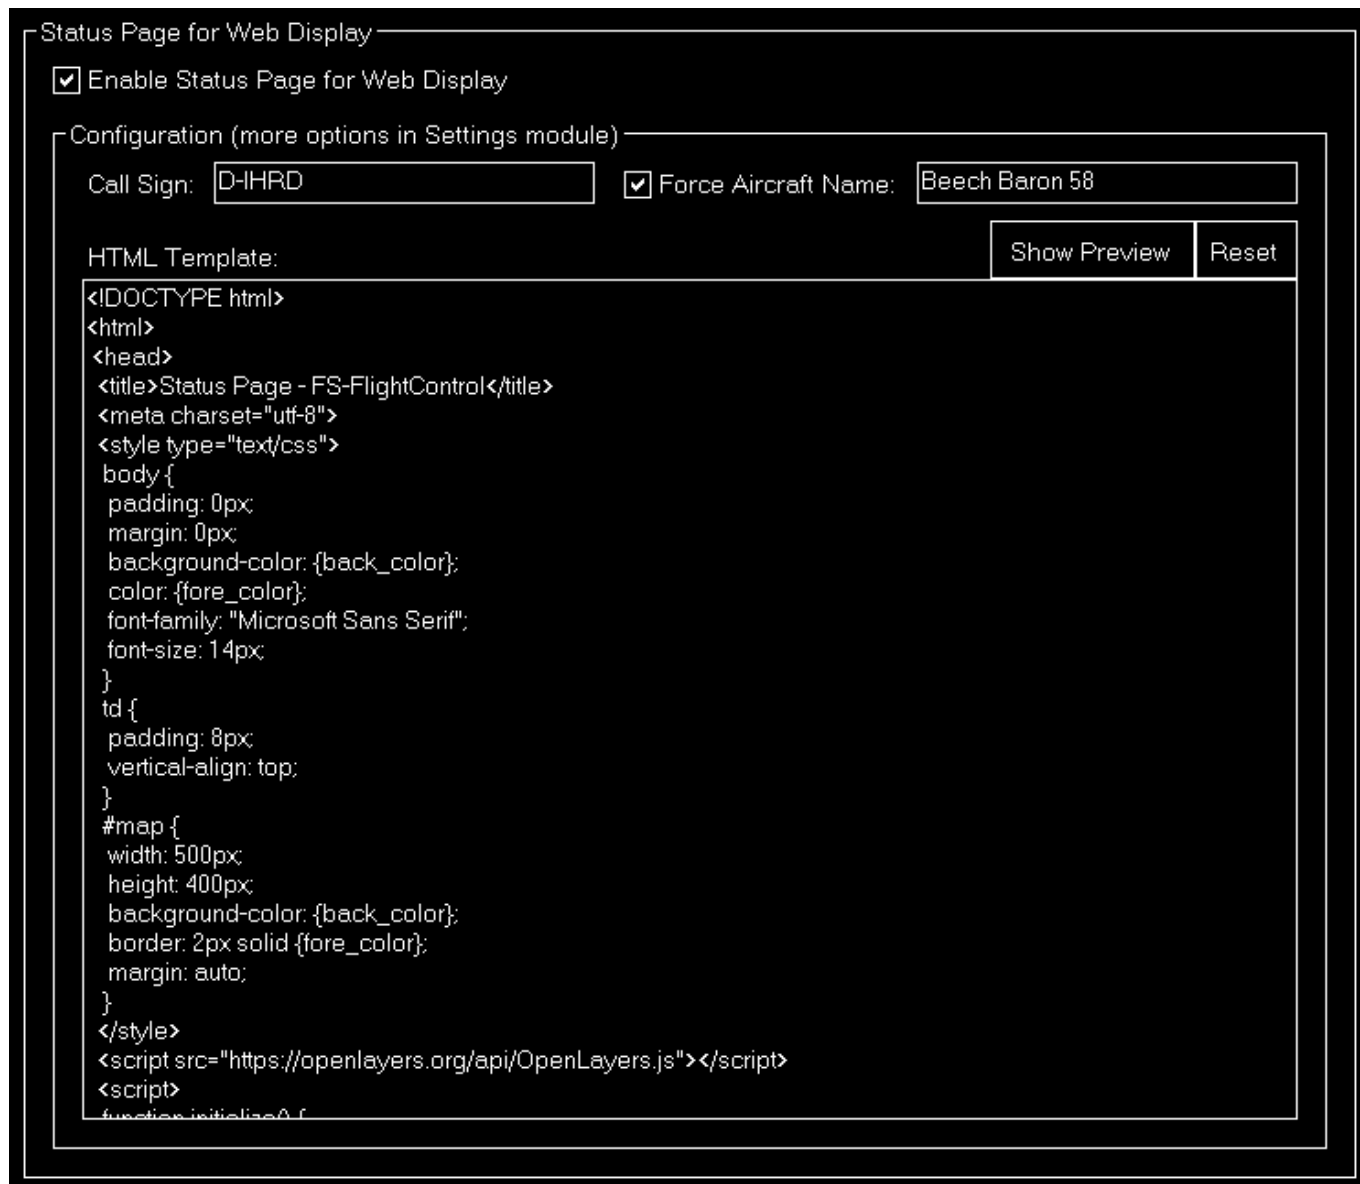 Status Page for Web Display
Enable Status Page for Web Display
Configuration (more options in Settings module)
Call Sign: D-IHRD Force Aircraft Name: Beech Baron 58
HTML Template: Show Preview Reset
<!DOCTYPE html>
<html>
<head>
<title>Status Page - FS-FlightControl</title>
<meta charset="utf-8">
<style type="text/css">
body {
padding: 0px;
margin: 0px;
background-color: {back_color};
color: {fore_color};
font-family: "Microsoft Sans Serif";
font-size: 14px;
}
td {
padding: 8px;
vertical-align: top;
}
#map {
width: 500px;
height: 400px;
background-color: {back_color};
border: 2px solid {fore_color};
margin: auto;
}
</style>
<script src="https://openlayers.org/api/OpenLayers.js"></script>
<script>
function initialize() {